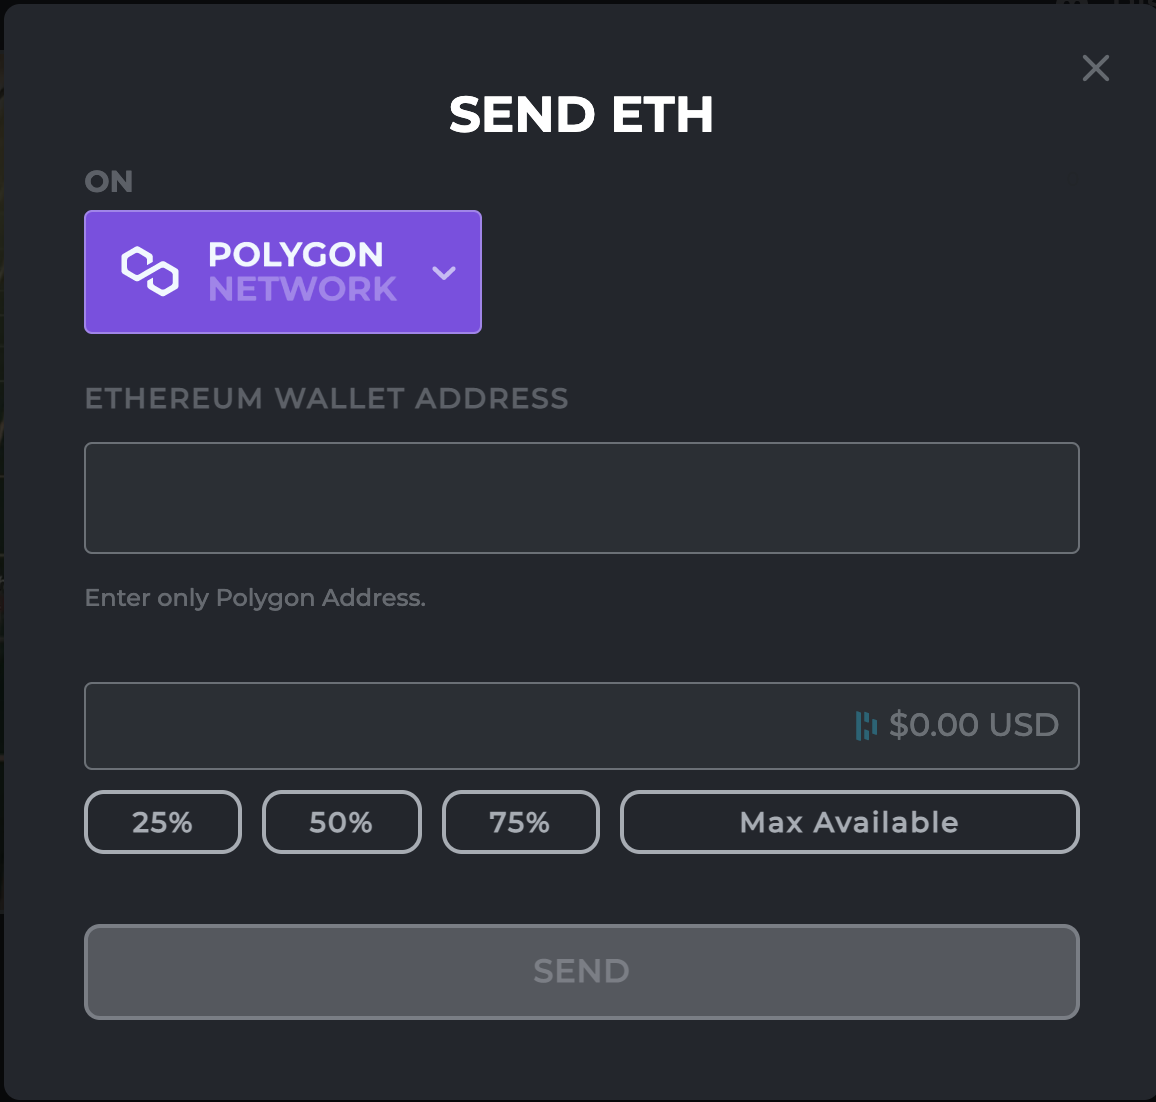 SEND ETH
ON
POLYGON
NETWORK
ETHEREUM WALLET ADDRESS
Enter only Polygon Address.
$0.00 USD
25%
50%
75%
Max Available
SEND